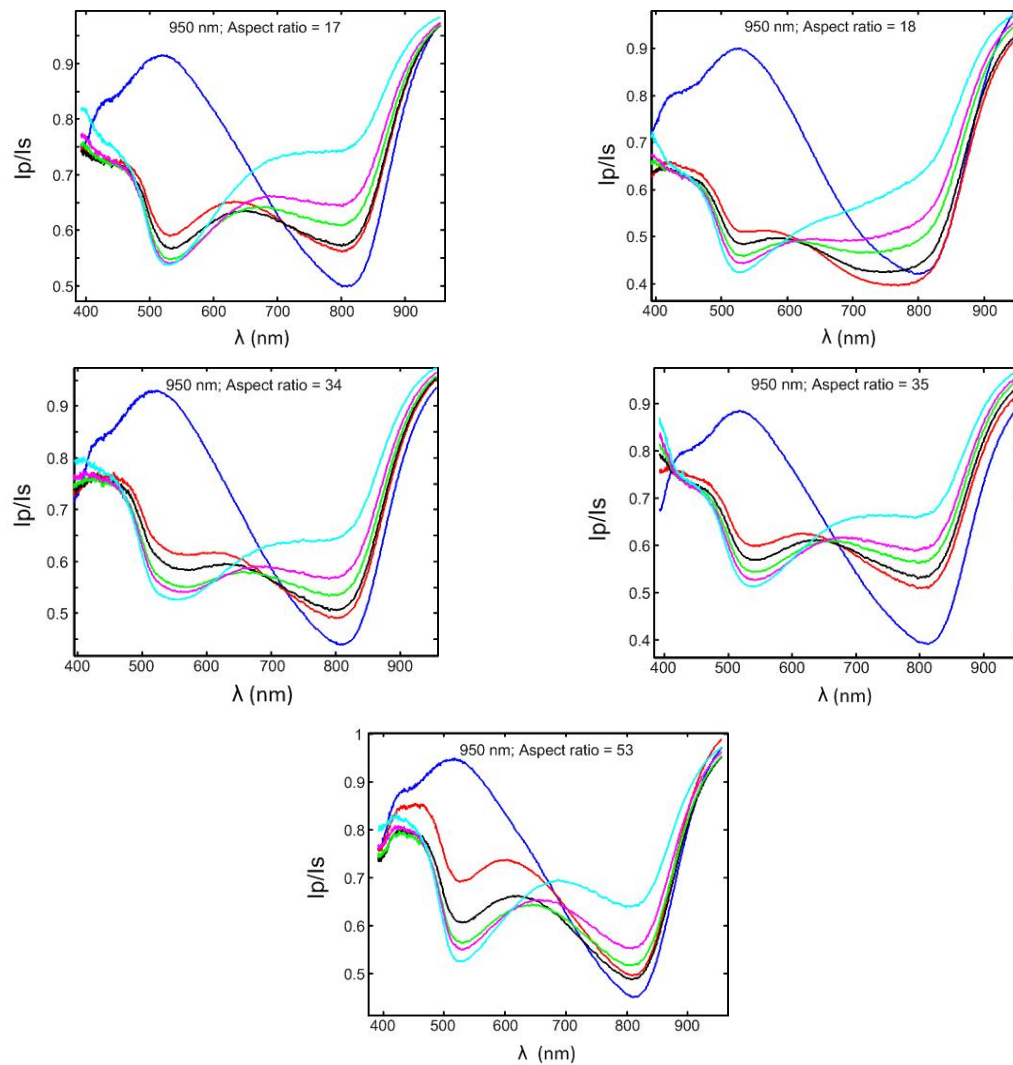 950 nm; Aspect ratio = 17
0.9
0.8
0.7
0.6
0.5
Ip/Is
400 500 600 700 800 900
λ (nm)
950 nm; Aspect ratio = 18
0.9
0.8
0.7
0.6
0.5
0.4
Ip/Is
400 500 600 700 800 900
λ (nm)
950 nm; Aspect ratio = 34
0.9
0.8
0.7
0.6
0.5
Ip/Is
400 500 600 700 800 900
λ (nm)
950 nm; Aspect ratio = 35
0.9
0.8
0.7
0.6
0.5
0.4
Ip/Is
400 500 600 700 800 900
λ (nm)
950 nm; Aspect ratio = 53
1
0.9
0.8
0.7
0.6
0.5
Ip/Is
400 500 600 700 800 900
λ (nm)